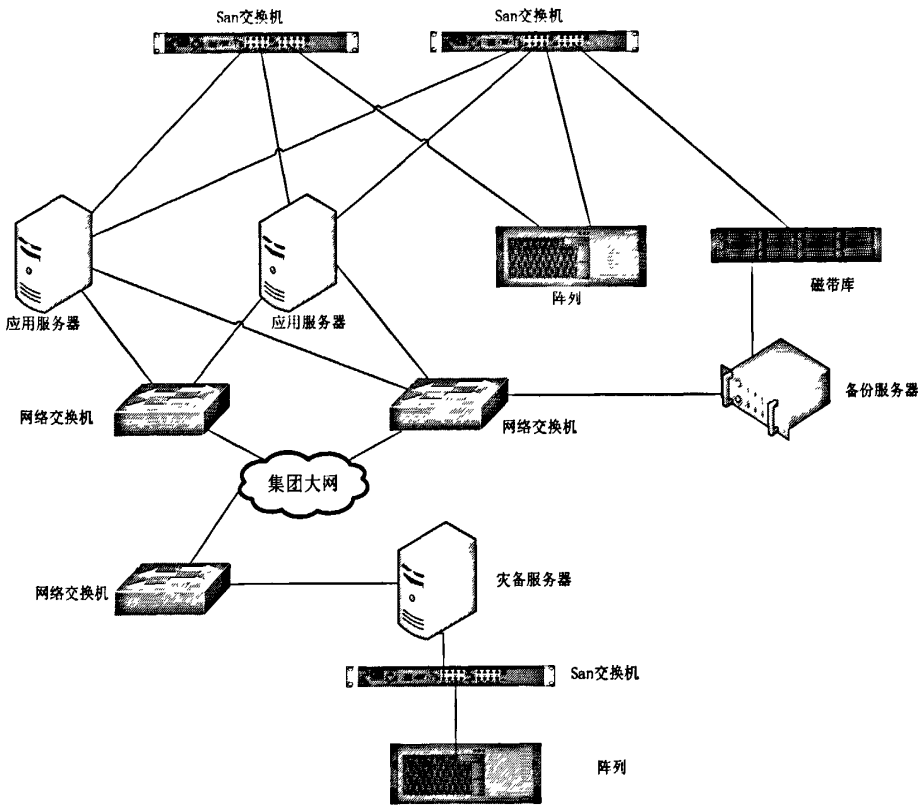 San交换机
San交换机
应用服务器
应用服务器
阵列
磁带库
网络交换机
网络交换机
备份服务器
集团大网
网络交换机
灾备服务器
San交换机
阵列